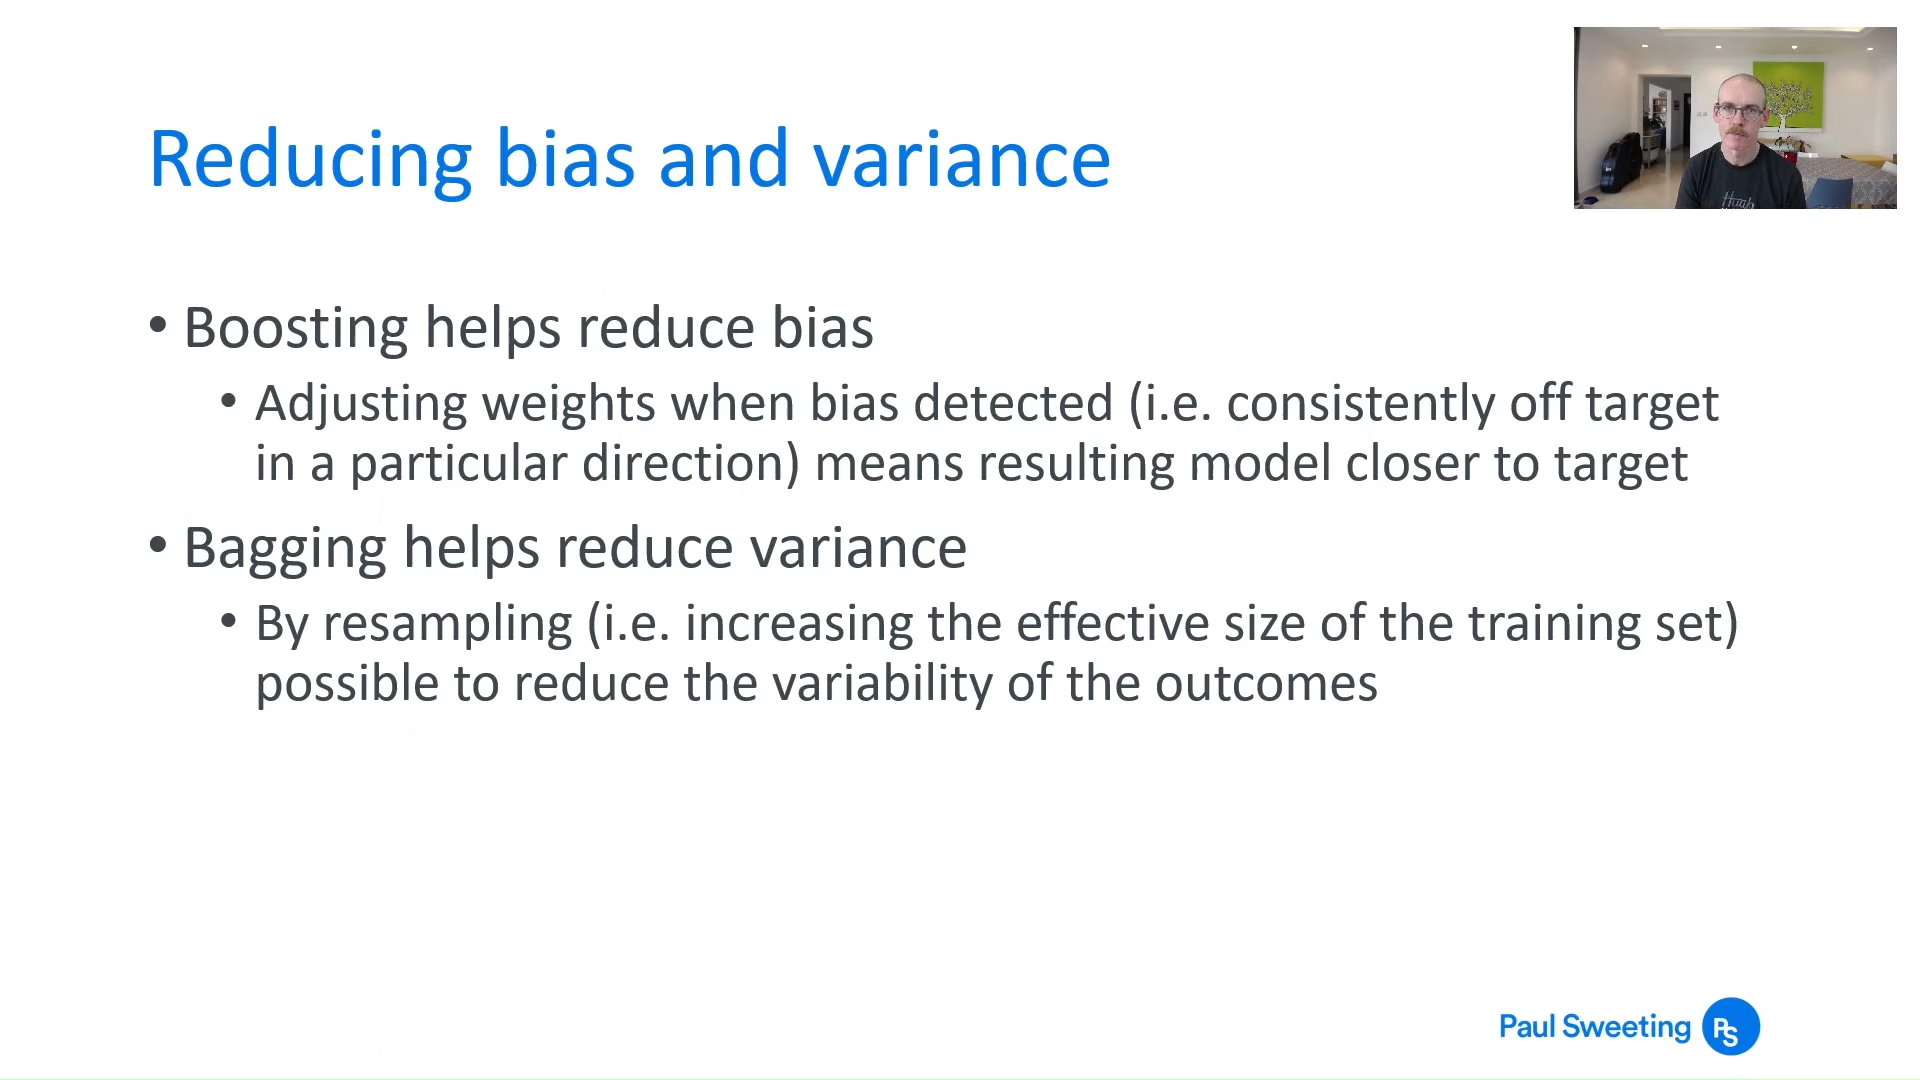 Reducing bias and variance
• Boosting helps reduce bias
• Adjusting weights when bias detected (i.e. consistently off target
in a particular direction) means resulting model closer to target
• Bagging helps reduce variance
• By resampling (i.e. increasing the effective size of the training set)
possible to reduce the variability of the outcomes
Paul Sweeting PS